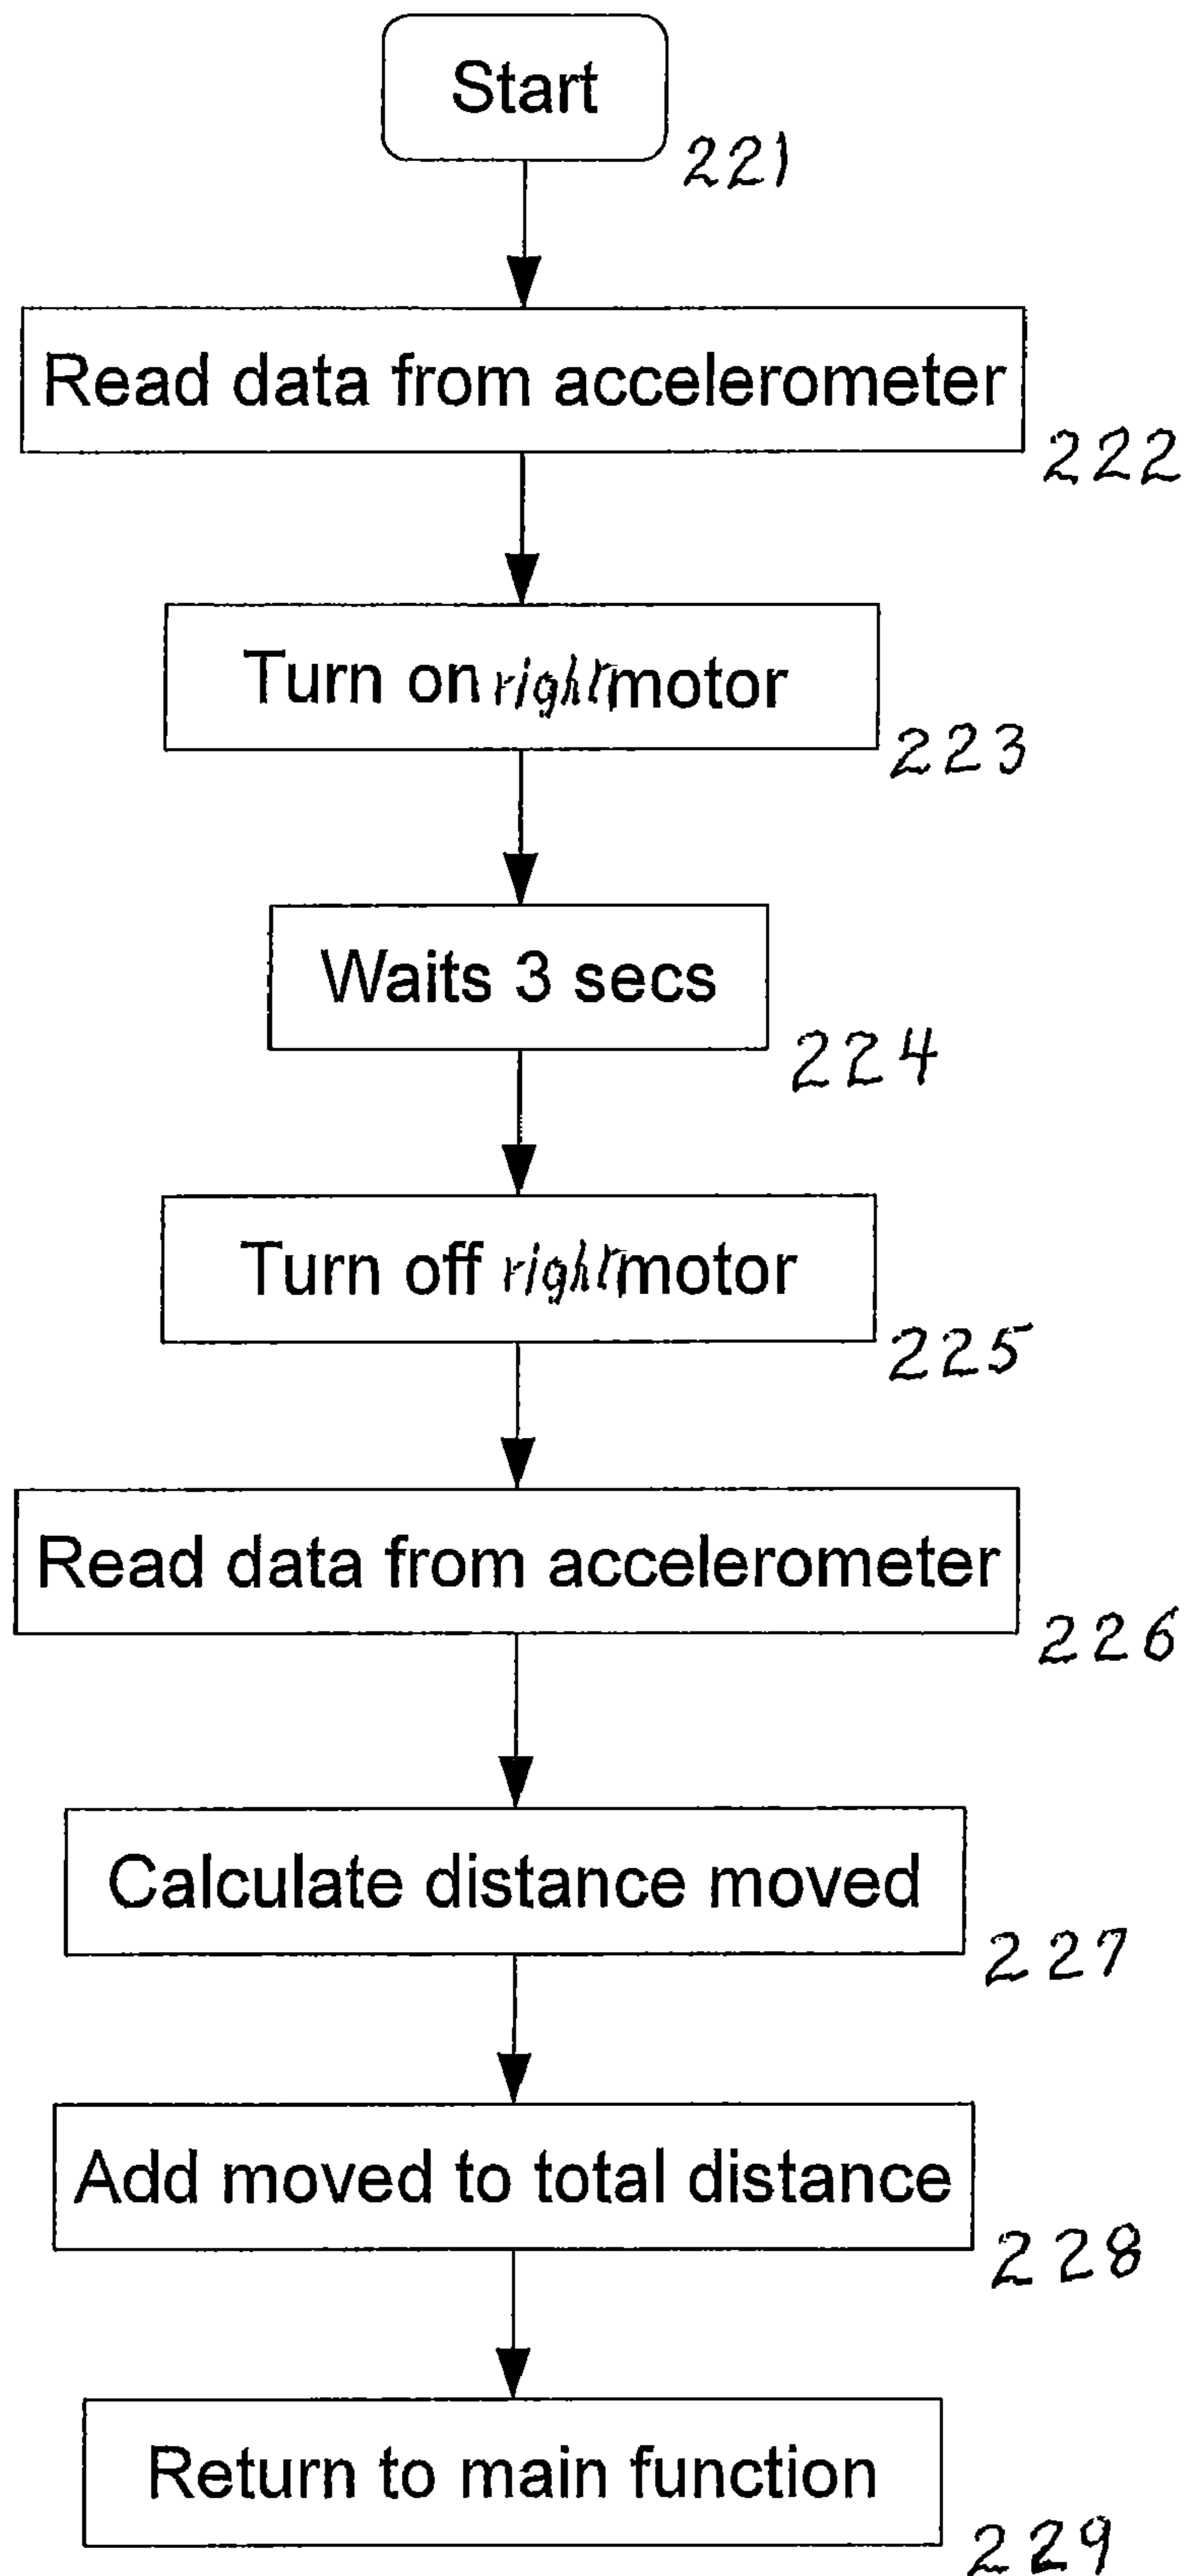 Start
221
Read data from accelerometer
222
Turn on right motor
223
Waits 3 secs
224
Turn off right motor
225
Read data from accelerometer
226
Calculate distance moved
227
Add moved to total distance
228
Return to main function
229